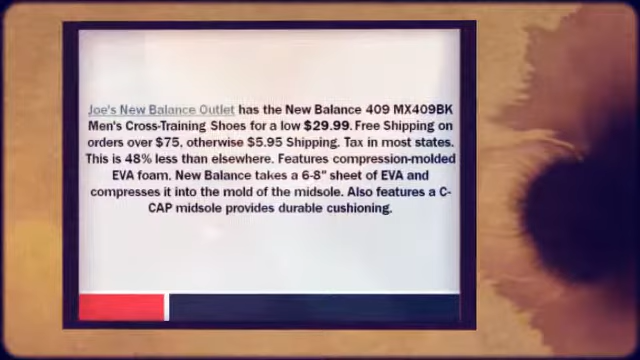 Joe's New Balance Outlet has the New Balance 409 MX409BK
Men's Cross-Training Shoes for a low $29.99. Free Shipping on
orders over $75, otherwise $5.95 Shipping. Tax in most states.
This is 48% less than elsewhere. Features compression-molded
EVA foam. New Balance takes a 6-8" sheet of EVA and
compresses it into the mold of the midsole. Also features a C-
CAP midsole provides durable cushioning.